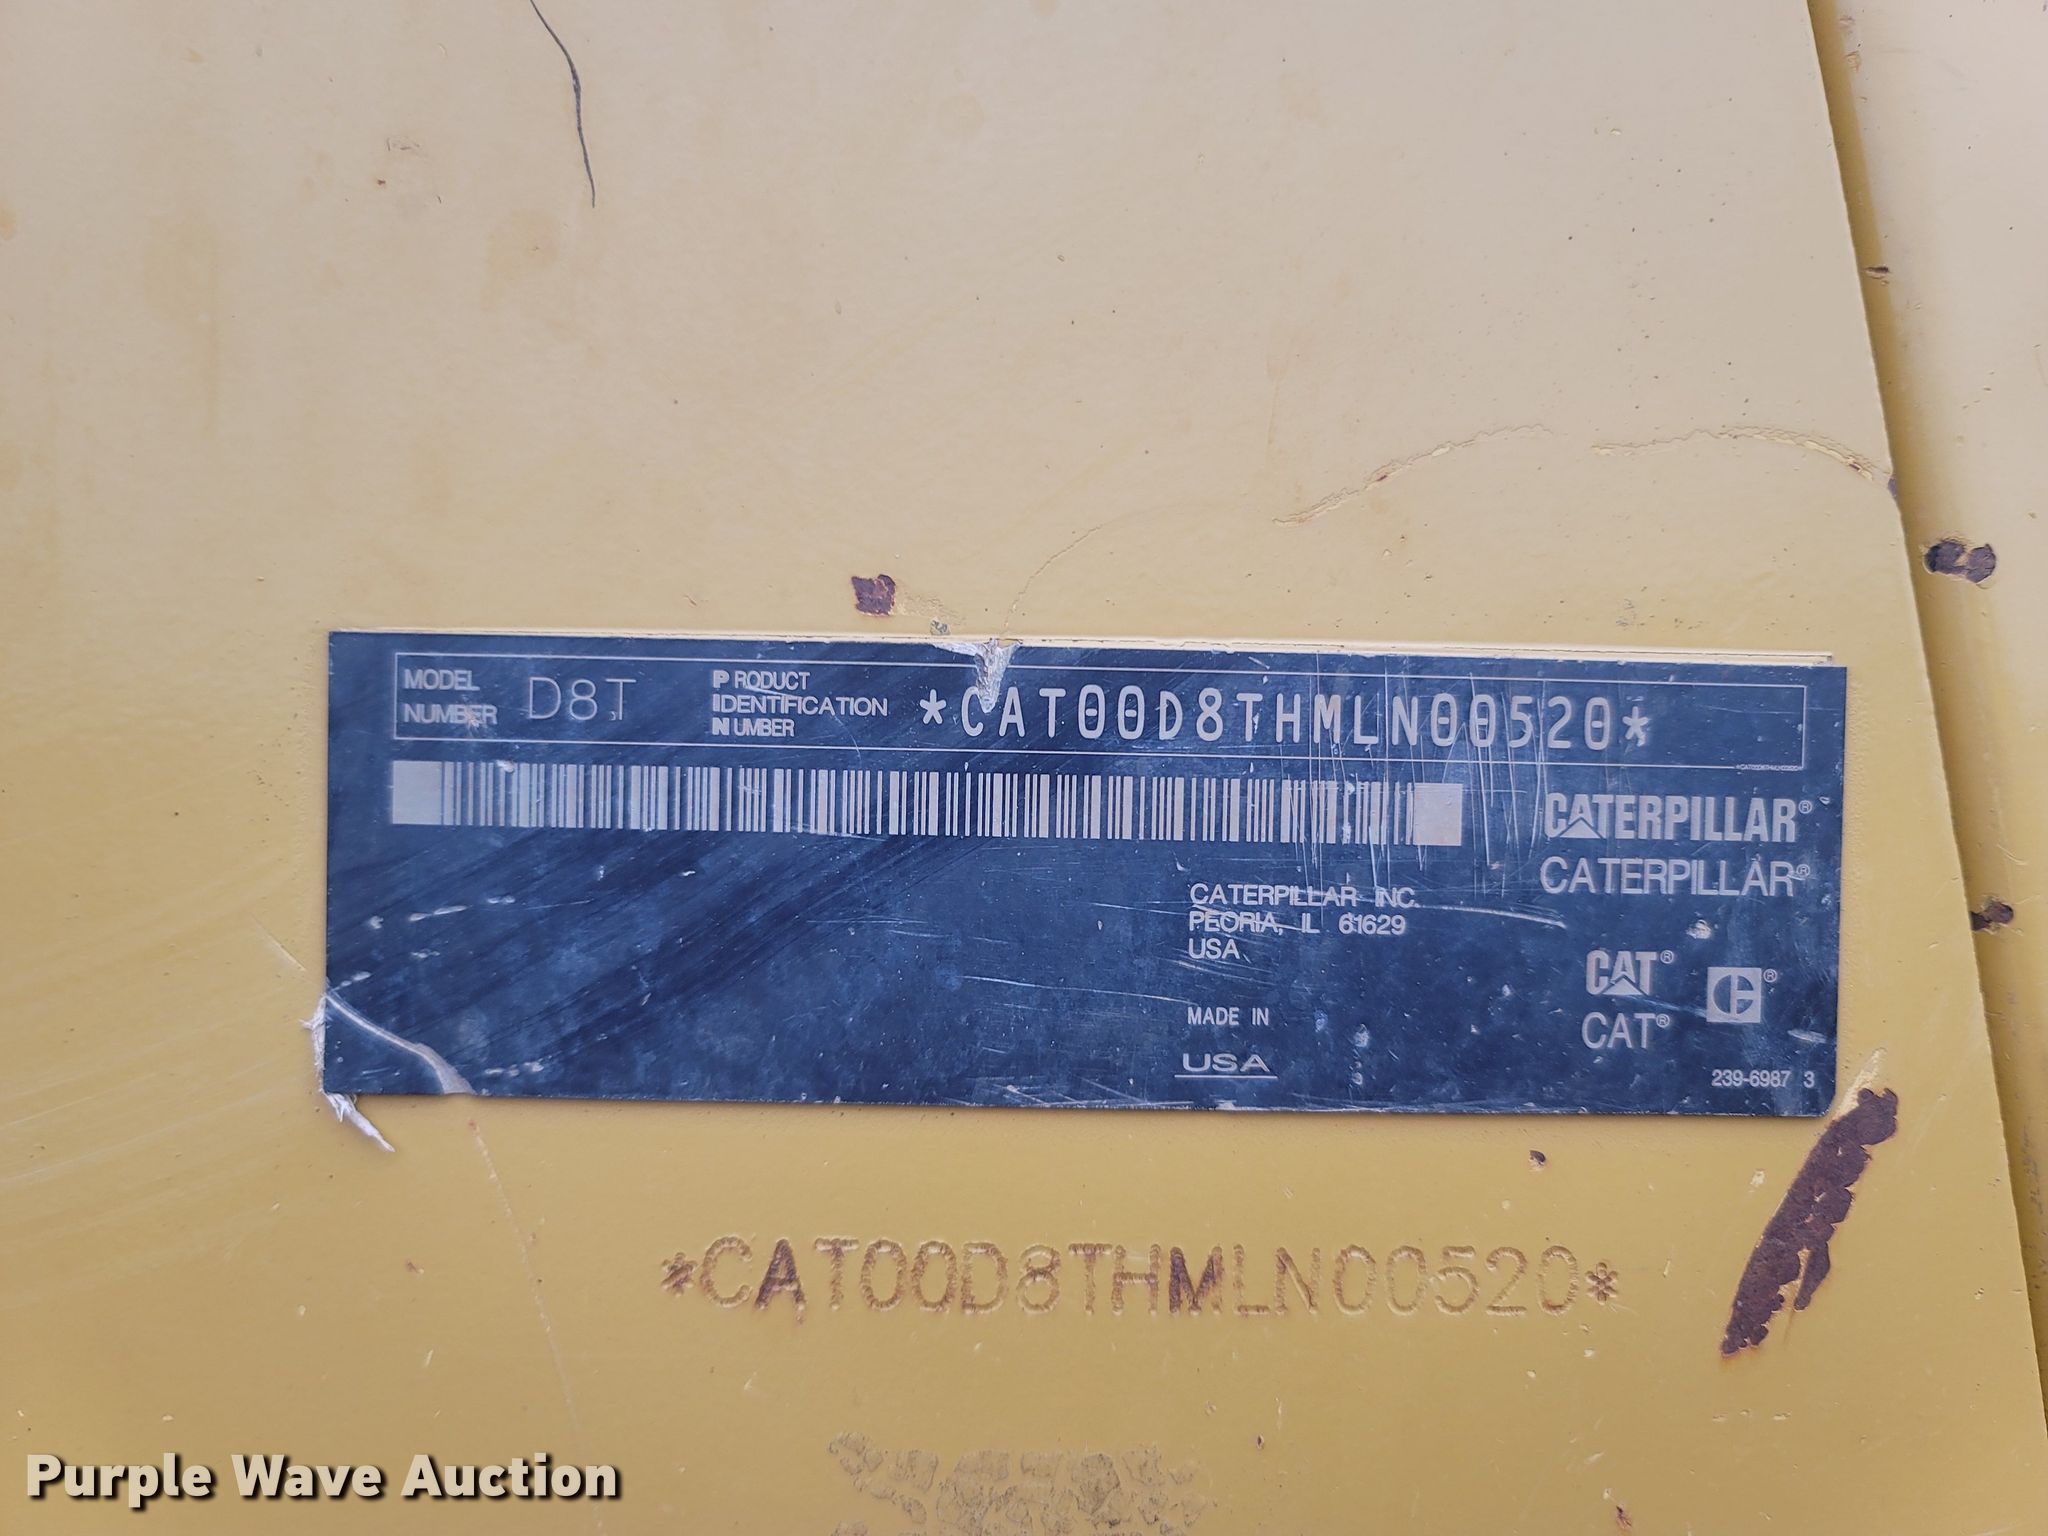 MODEL
NUMBER
D8T
PRODUCT
IDENTIFICATION
NUMBER
*CAT00D8THMLN00520*
CATERPILLAR®
CATERPILLAR®
CATERPILLAR INC.
PEORIA, IL 61629
USA
CAT®
CAT®
C®
MADE IN
USA
239-6987 3
*CAT00D8THMLN00520*
Purple Wave Auction